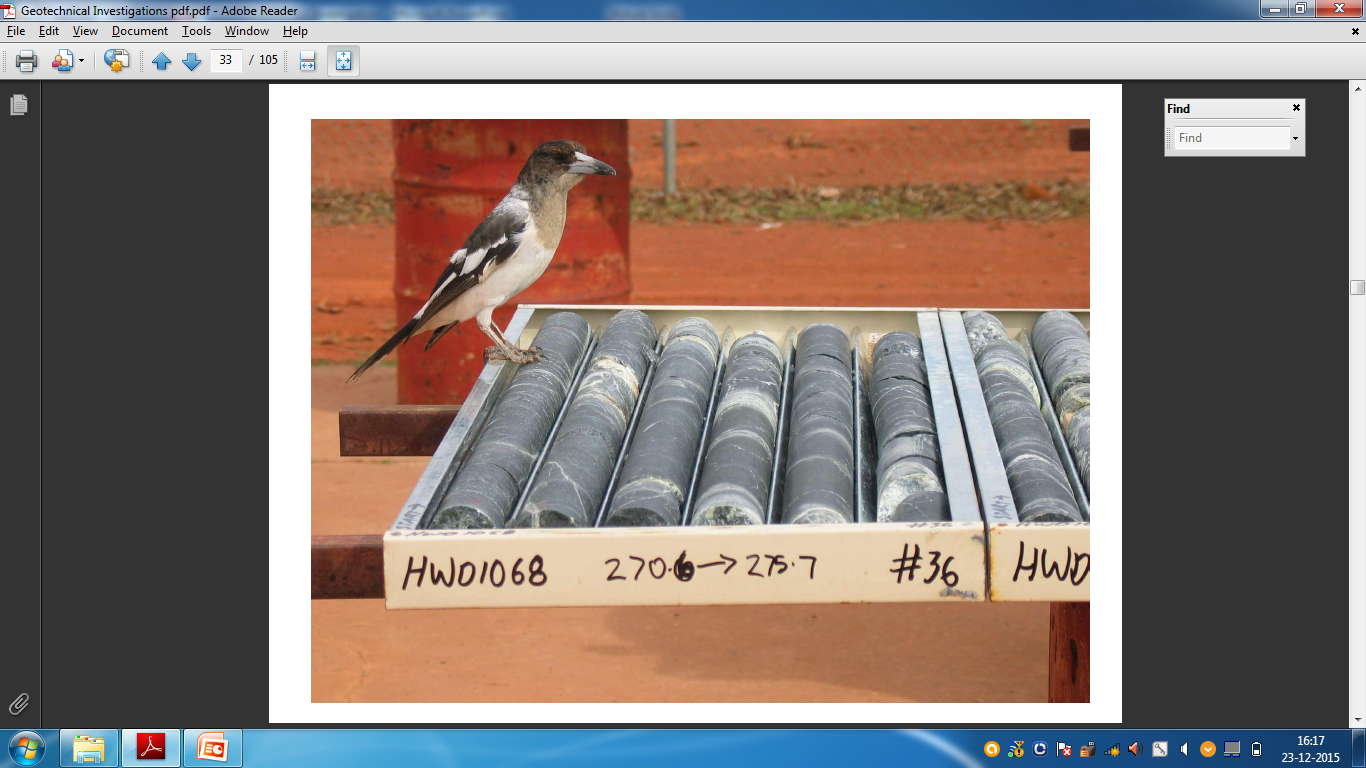 Geotechnical Investigations pdf.pdf - Adobe Reader
File Edit View Document Tools Window Help
33 / 105
Find
Find
HWD1068 270.6→275.7 #36
HWD
16:17
23-12-2015